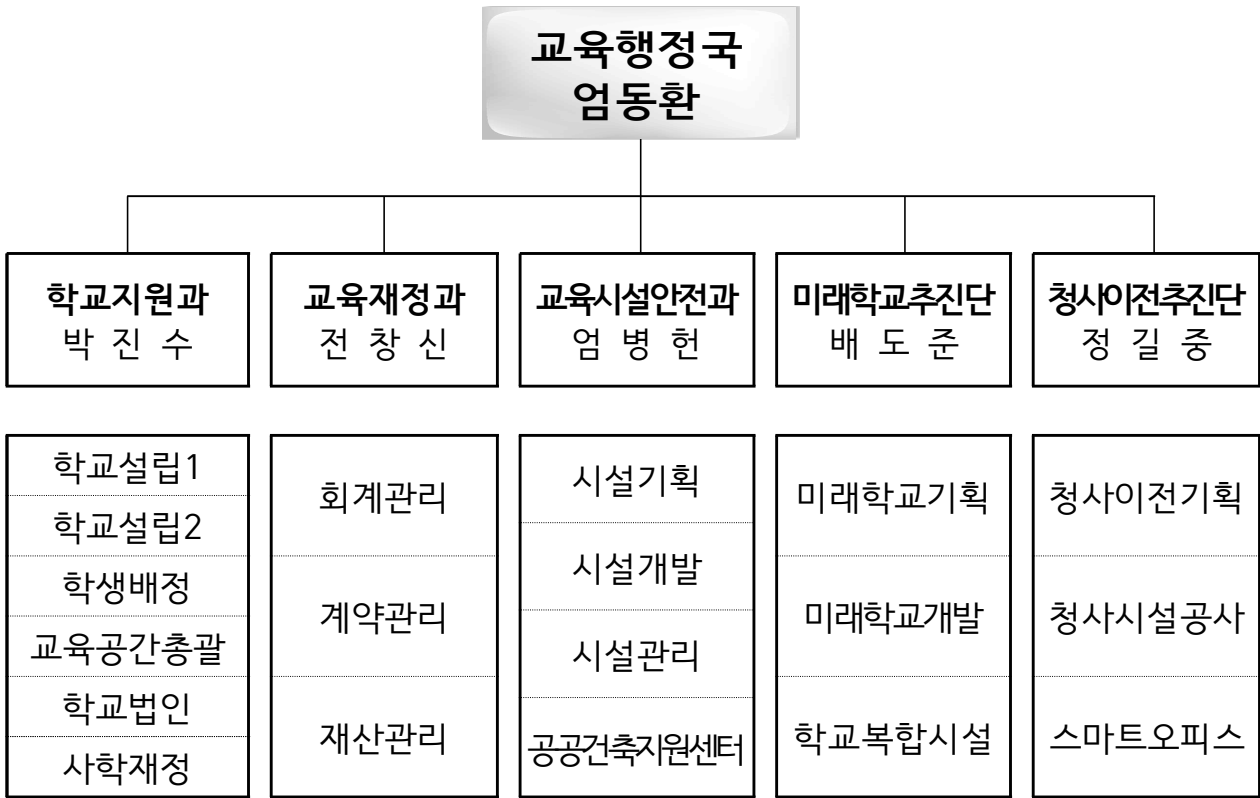 교육행정국
엄동환
학교지원과
박 진 수
교육재정과
전 창 신
교육시설안전과
엄 병 헌
미래학교추진단
배 도 준
청사이전추진단
정 길 중
학교설립1
학교설립2
학생배정
교육공간총괄
학교법인
사학재정
회계관리
계약관리
재산관리
시설기획
시설개발
시설관리
공공건축지원센터
미래학교기획
미래학교개발
학교복합시설
청사이전기획
청사시설공사
스마트오피스